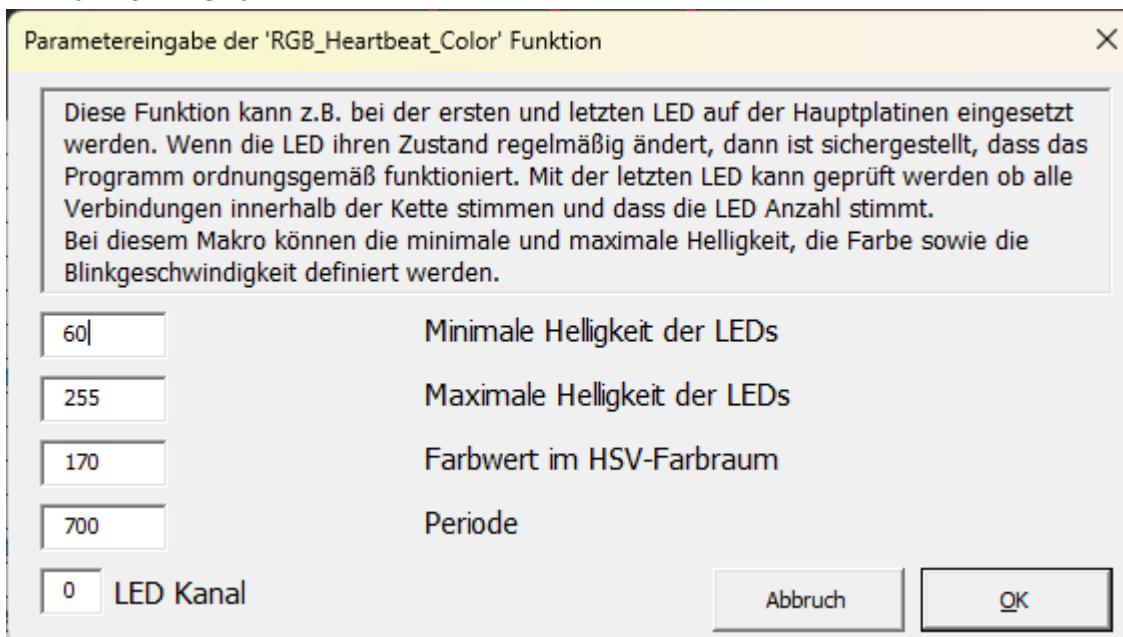 Parametereingabe der 'RGB_Heartbeat_Color' Funktion
Diese Funktion kann z.B. bei der ersten und letzten LED auf der Hauptplatinen eingesetzt
werden. Wenn die LED ihren Zustand regelmäßig ändert, dann ist sichergestellt, dass das
Programm ordnungsgemäß funktioniert. Mit der letzten LED kann geprüft werden ob alle
Verbindungen innerhalb der Kette stimmen und dass die LED Anzahl stimmt.
Bei diesem Makro können die minimale und maximale Helligkeit, die Farbe sowie die
Blinkgeschwindigkeit definiert werden.
60 Minimale Helligkeit der LEDs
255 Maximale Helligkeit der LEDs
170 Farbwert im HSV-Farbraum
700 Periode
0 LED Kanal Abbruch OK